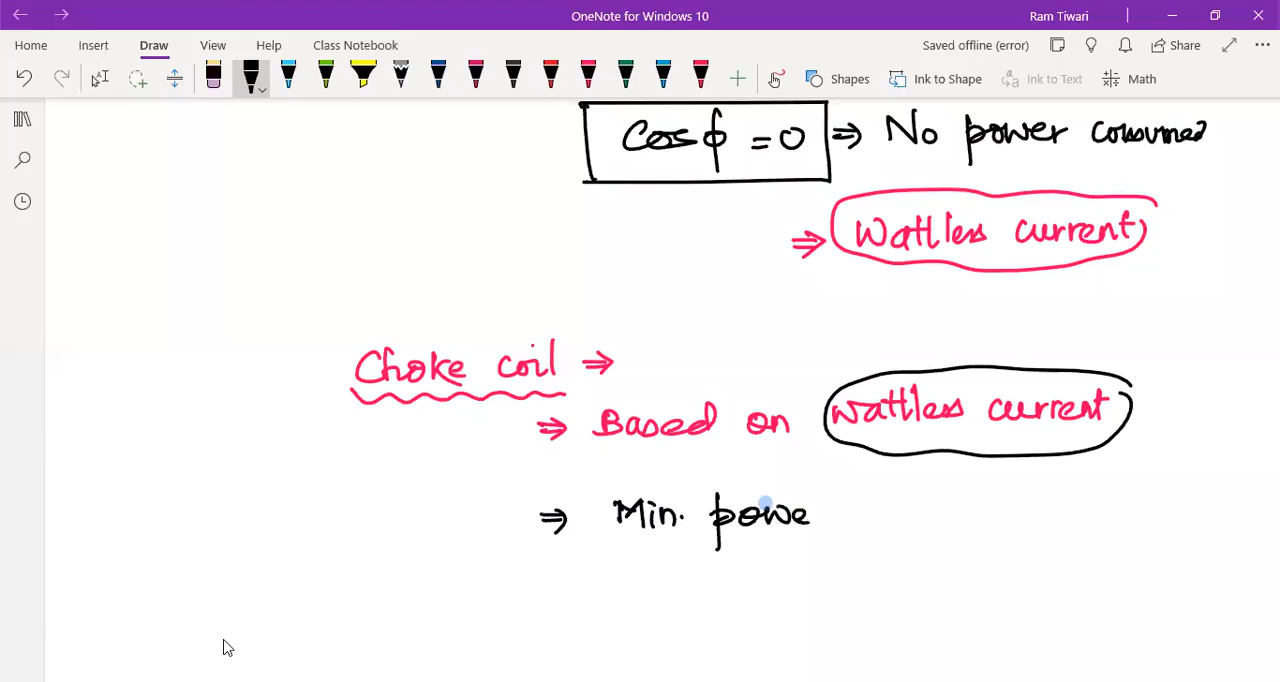 OneNote for Windows 10
Ram Tiwari
Home Insert Draw View Help Class Notebook
Saved offline (error) Share
Shapes Ink to Shape Ink to Text Math
Cosϕ = 0 ⇒ No power consumed
⇒ Wattless current
Choke coil ⇒
⇒ Based on wattless current
⇒ Min. powe